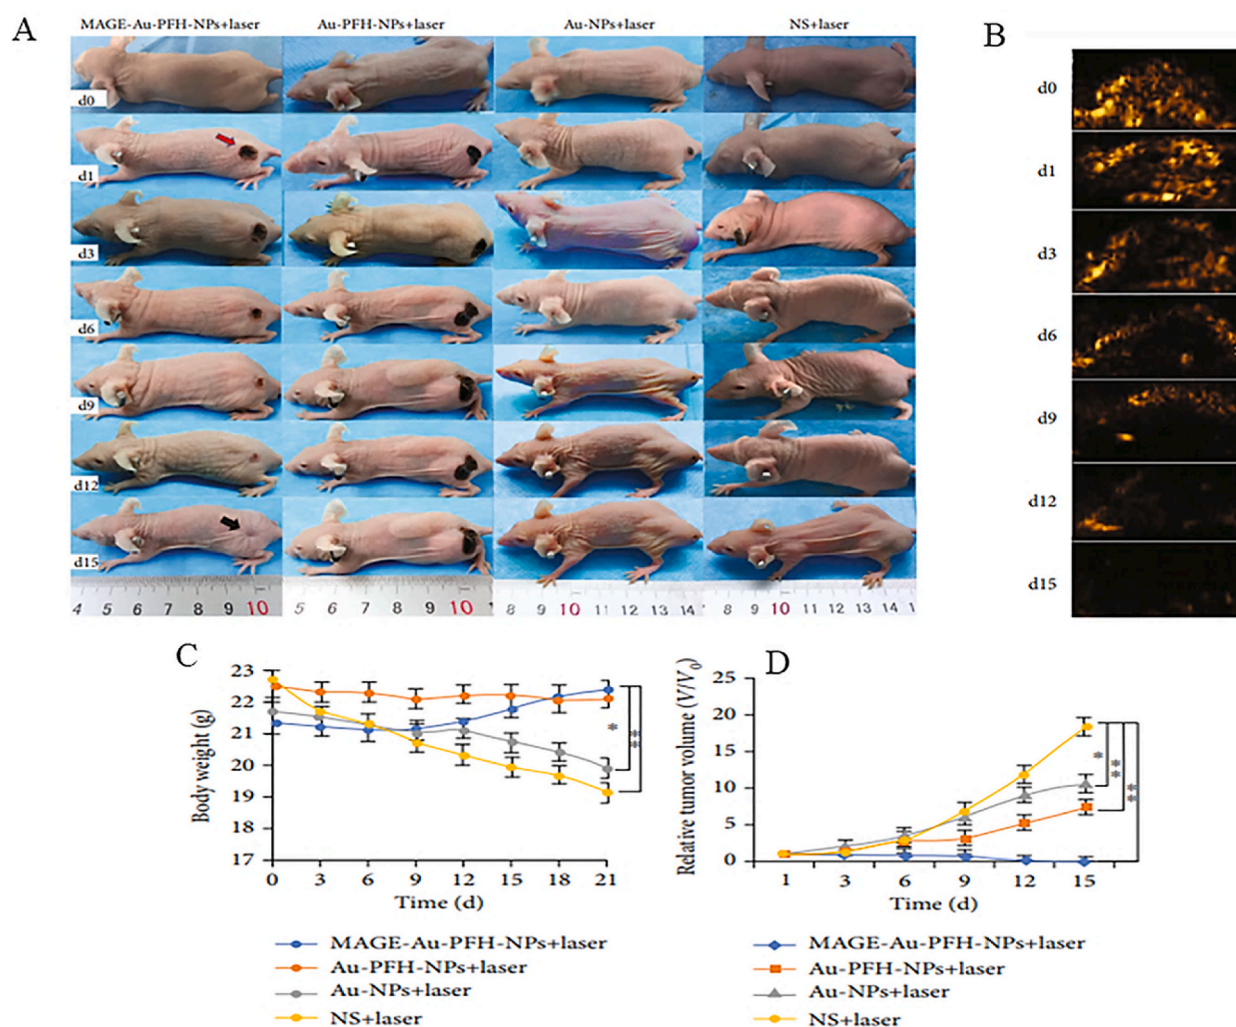 A
MAGE-Au-PFH-NPs+laser Au-PFH-NPs+laser Au-NPs+laser NS+laser
d0
d1
d3
d6
d9
d12
d15
4 5 6 7 8 9 10 5 6 7 8 9 10 8 9 10 11 12 13 14 8 9 10 11 12 13 14 1
B
d0
d1
d3
d6
d9
d12
d15
C
Body weight (g)
23
22
21
20
19
18
17
0 3 6 9 12 15 18 21
Time (d)
*
**
MAGE-Au-PFH-NPs+laser
Au-PFH-NPs+laser
Au-NPs+laser
NS+laser
D
Relative tumor volume (V/V0)
25
20
15
10
5
0
1 3 6 9 12 15
Time (d)
*
**
**
MAGE-Au-PFH-NPs+laser
Au-PFH-NPs+laser
Au-NPs+laser
NS+laser